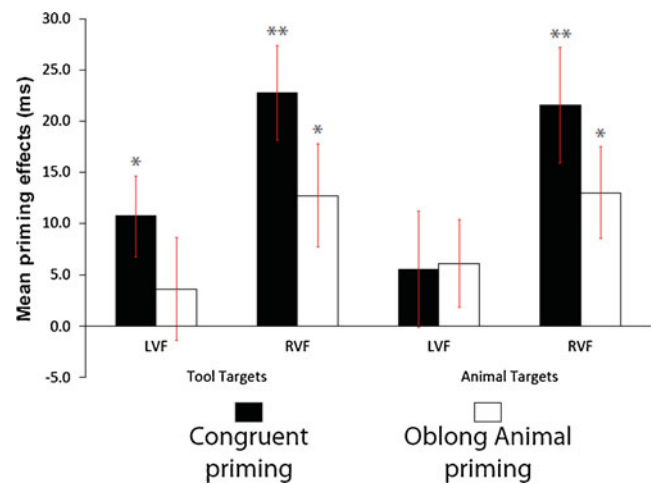 30.0
25.0
20.0
15.0
10.0
5.0
0.0
-5.0
Mean priming effects (ms)
*
**
*
**
*
LVF RVF LVF RVF
Tool Targets Animal Targets
Congruent Oblong Animal
priming priming